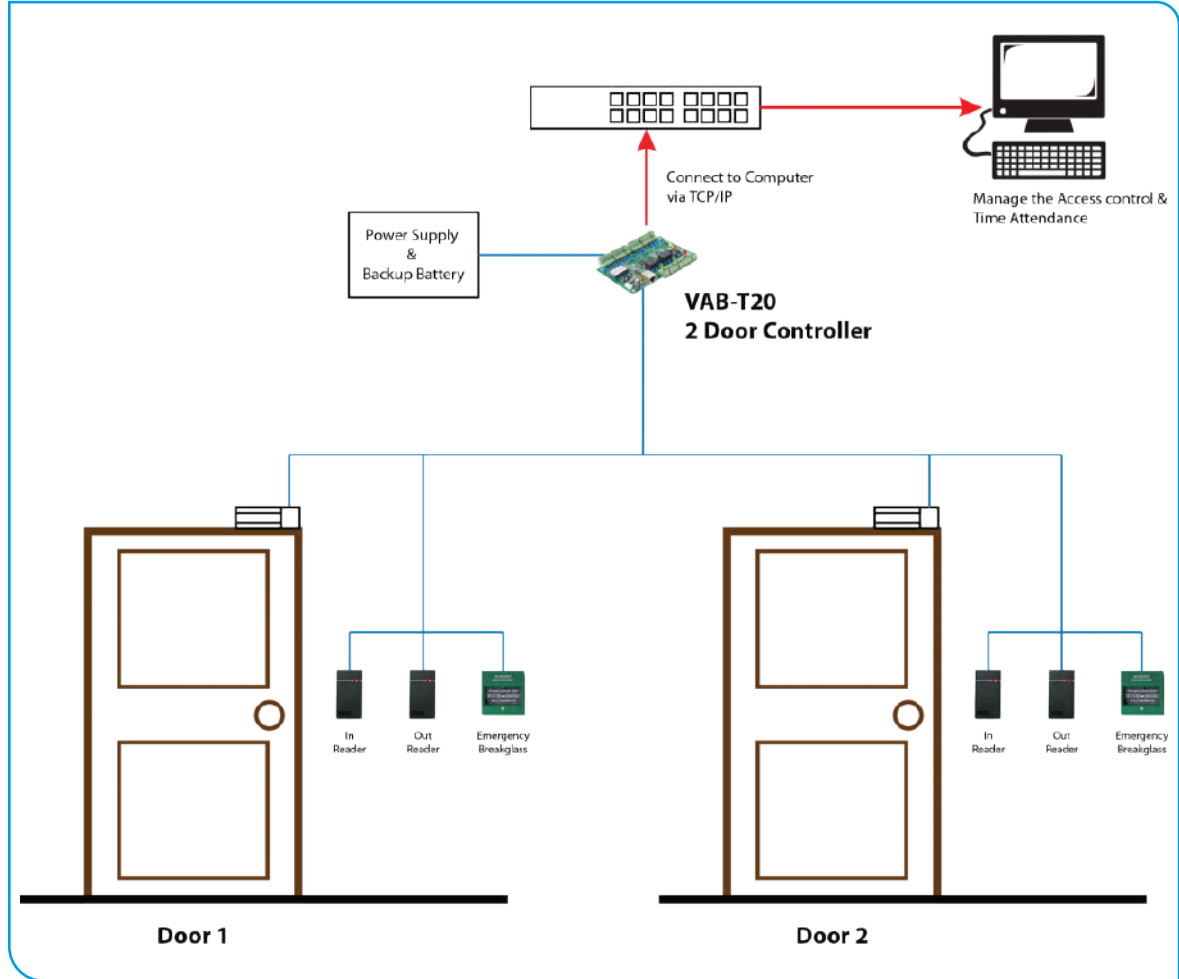 Connect to Computer
via TCP/IP
Manage the Access control &
Time Attendance
Power Supply
&
Backup Battery
VAB-T20
2 Door Controller
In
Reader
Out
Reader
Emergency
Breakglass
In
Reader
Out
Reader
Emergency
Breakglass
Door 1
Door 2